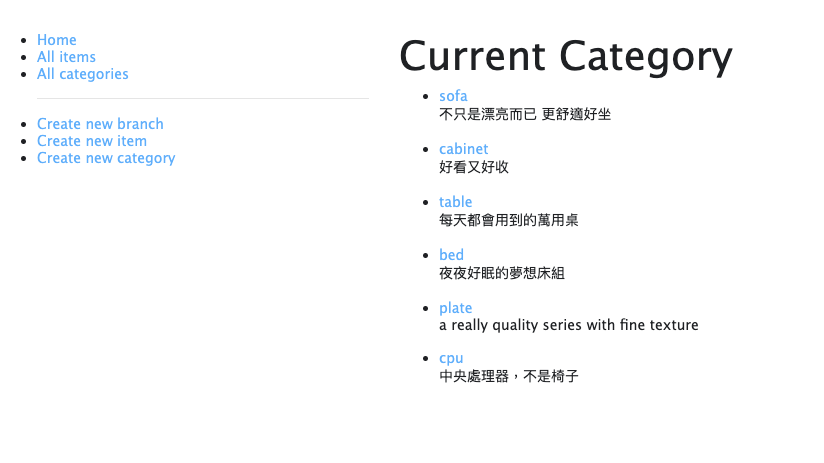 Home
All items
All categories
Create new branch
Create new item
Create new category
Current Category
sofa
不只是漂亮而已 更舒適好坐
cabinet
好看又好收
table
每天都會用到的萬用桌
bed
夜夜好眠的夢想床組
plate
a really quality series with fine texture
cpu
中央處理器，不是椅子